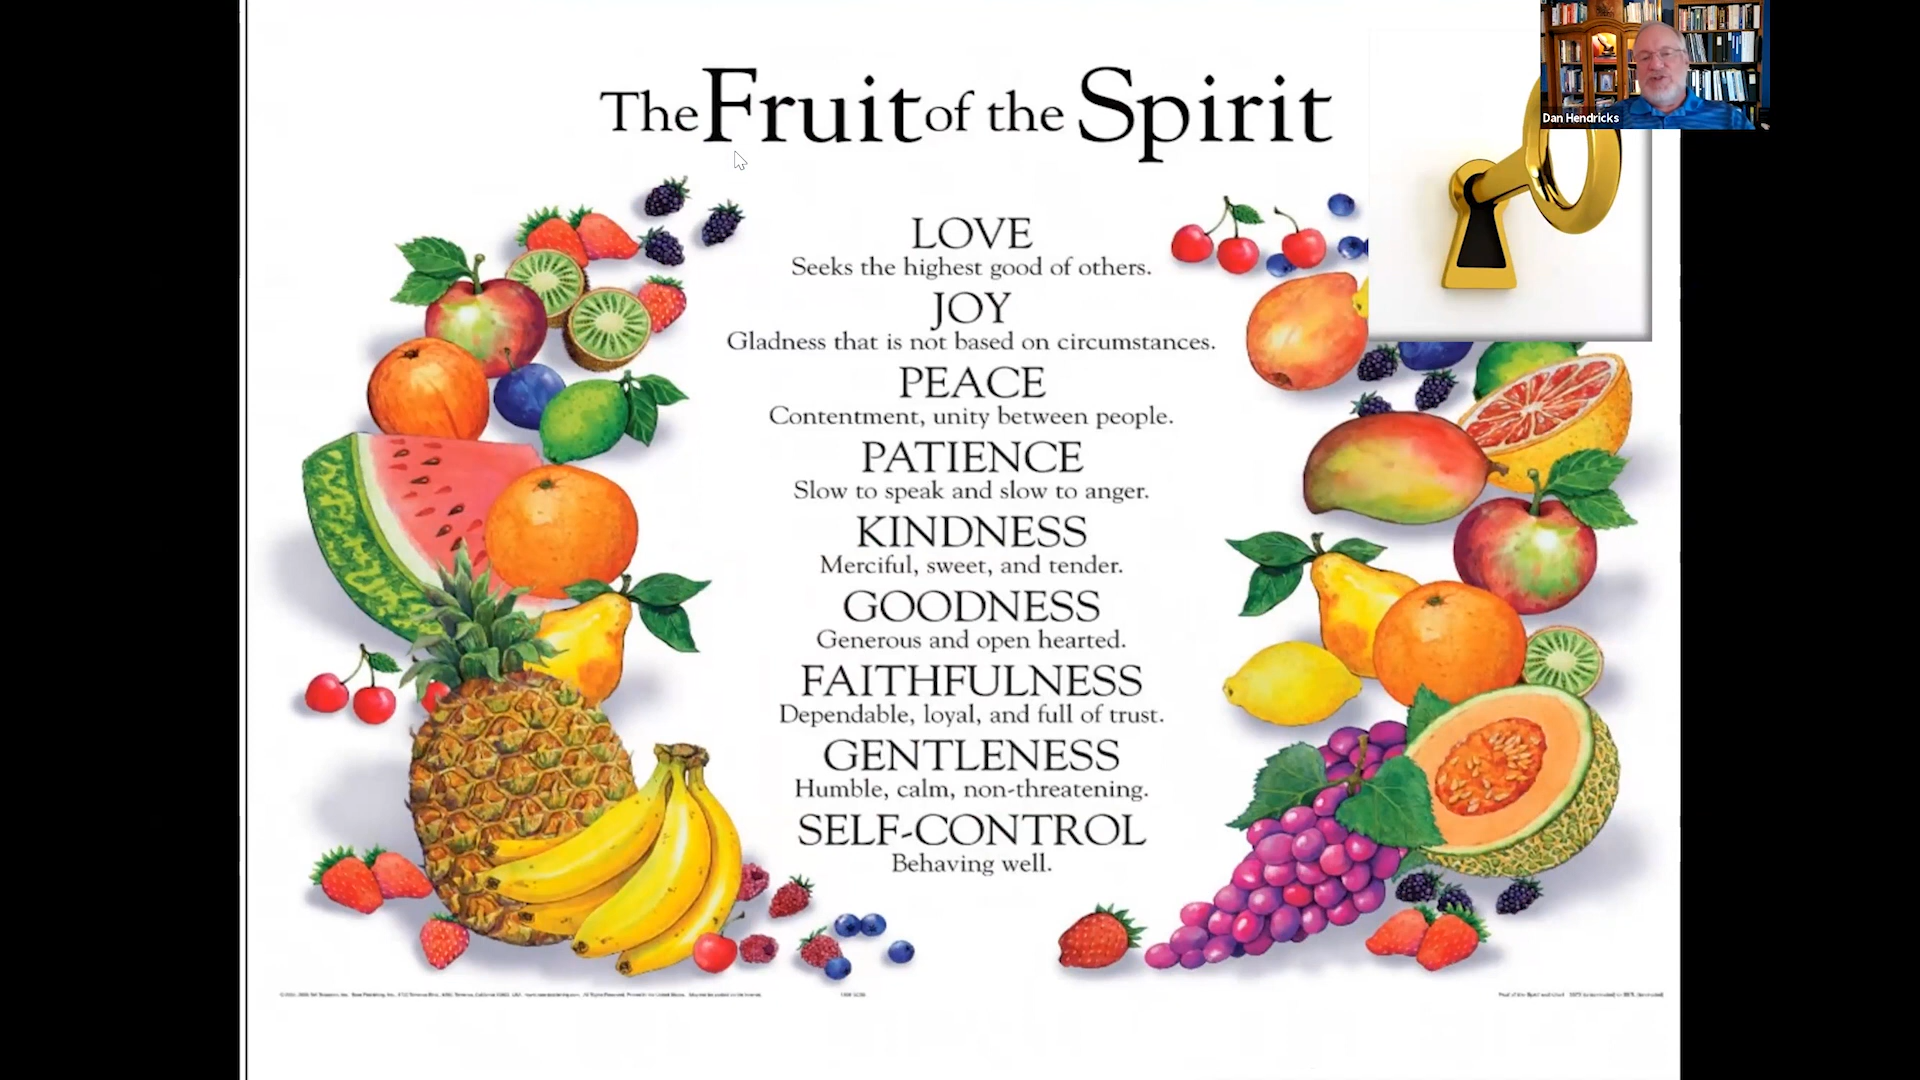 The Fruit of the Spirit
Dan Hendricks
LOVE
Seeks the highest good of others.
JOY
Gladness that is not based on circumstances.
PEACE
Contentment, unity between people.
PATIENCE
Slow to speak and slow to anger.
KINDNESS
Merciful, sweet, and tender.
GOODNESS
Generous and open hearted.
FAITHFULNESS
Dependable, loyal, and full of trust.
GENTLENESS
Humble, calm, non-threatening.
SELF-CONTROL
Behaving well.